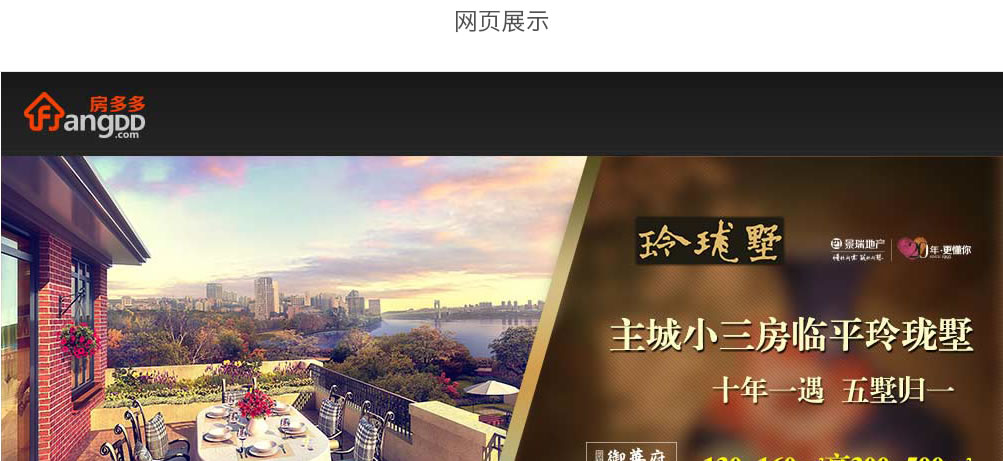 网页展示
房多多
FangDD
.com
玲珑墅
景瑞地产
20年·更懂你
主城小三房临平玲珑墅
十年一遇 五墅归一
御华府